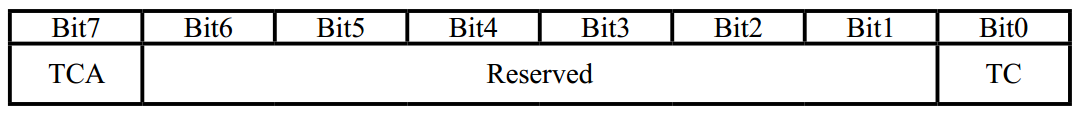 Bit7 Bit6 Bit5 Bit4 Bit3 Bit2 Bit1 Bit0
TCA Reserved TC